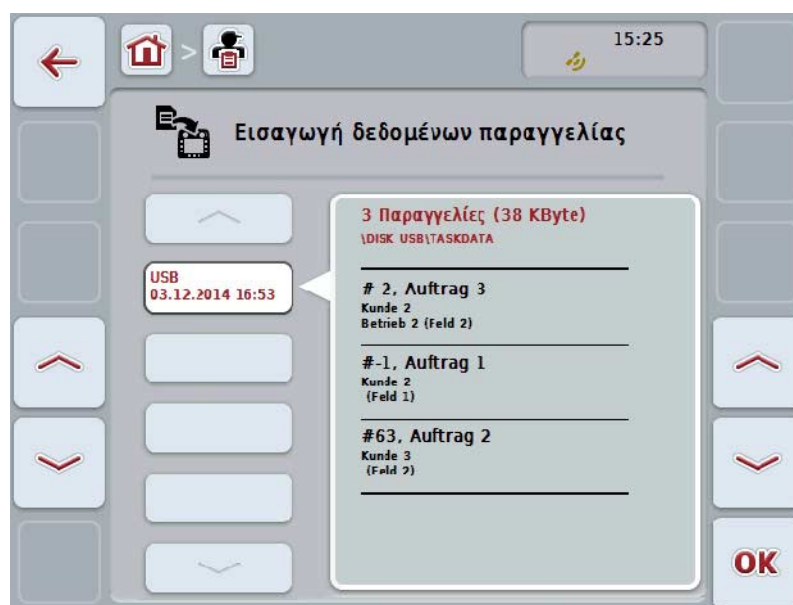 >
15:25
Εισαγωγή δεδομένων παραγγελίας
3 Παραγγελίες (38 KByte)
\DISK USB\TASKDATA
USB
03.12.2014 16:53
# 2, Auftrag 3
Kunde 2
Betrieb 2 (Feld 2)
#-1, Auftrag 1
Kunde 2
(Feld 1)
#63, Auftrag 2
Kunde 3
(Feld 2)
OK